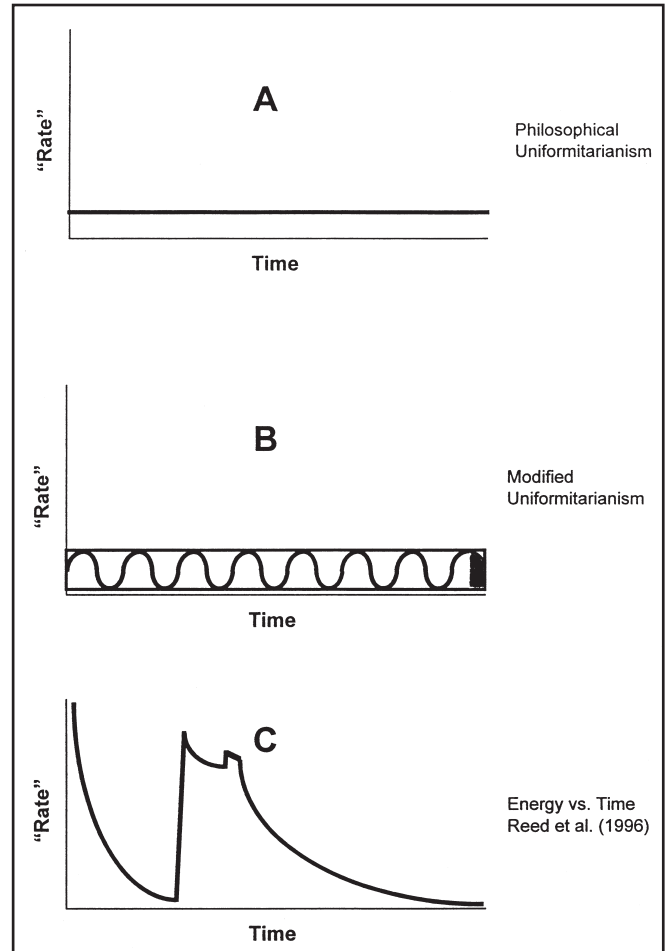 A
"Rate"
Philosophical
Uniformitarianism
Time
B
"Rate"
Modified
Uniformitarianism
Time
C
"Rate"
Energy vs. Time
Reed et al. (1996)
Time